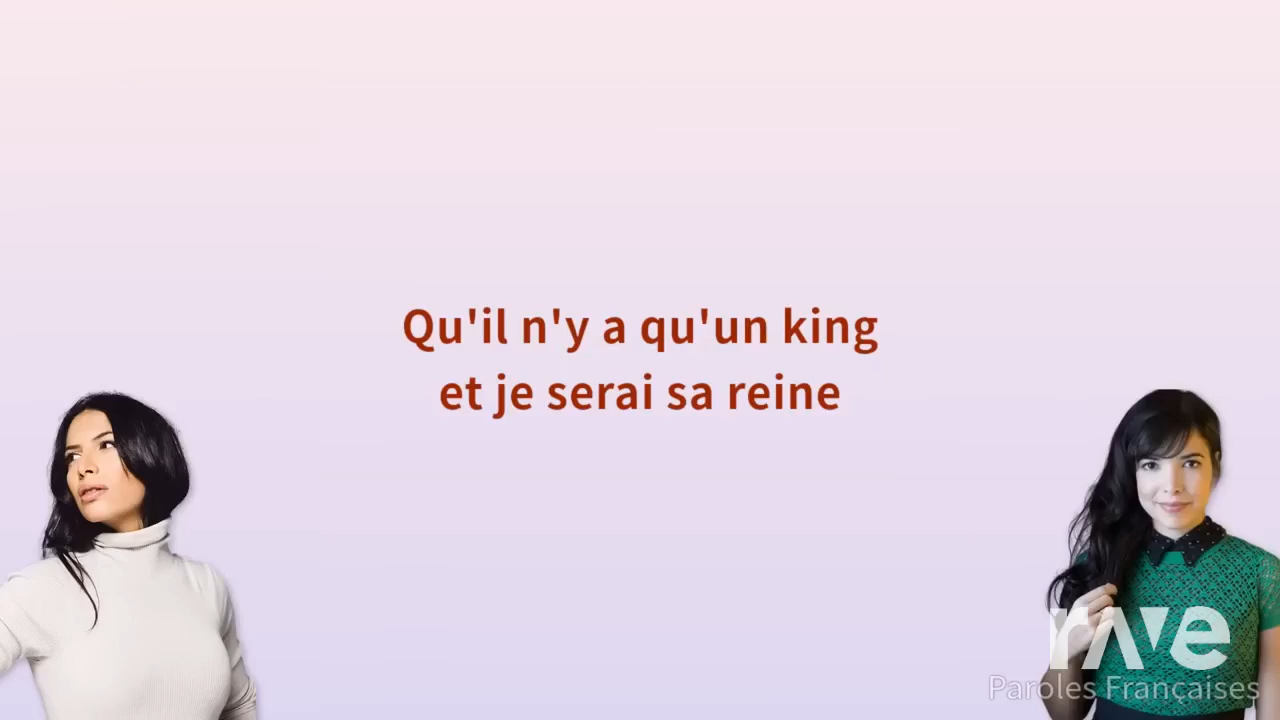 Qu'il n'y a qu'un king
et je serai sa reine
rave
Paroles Françaises